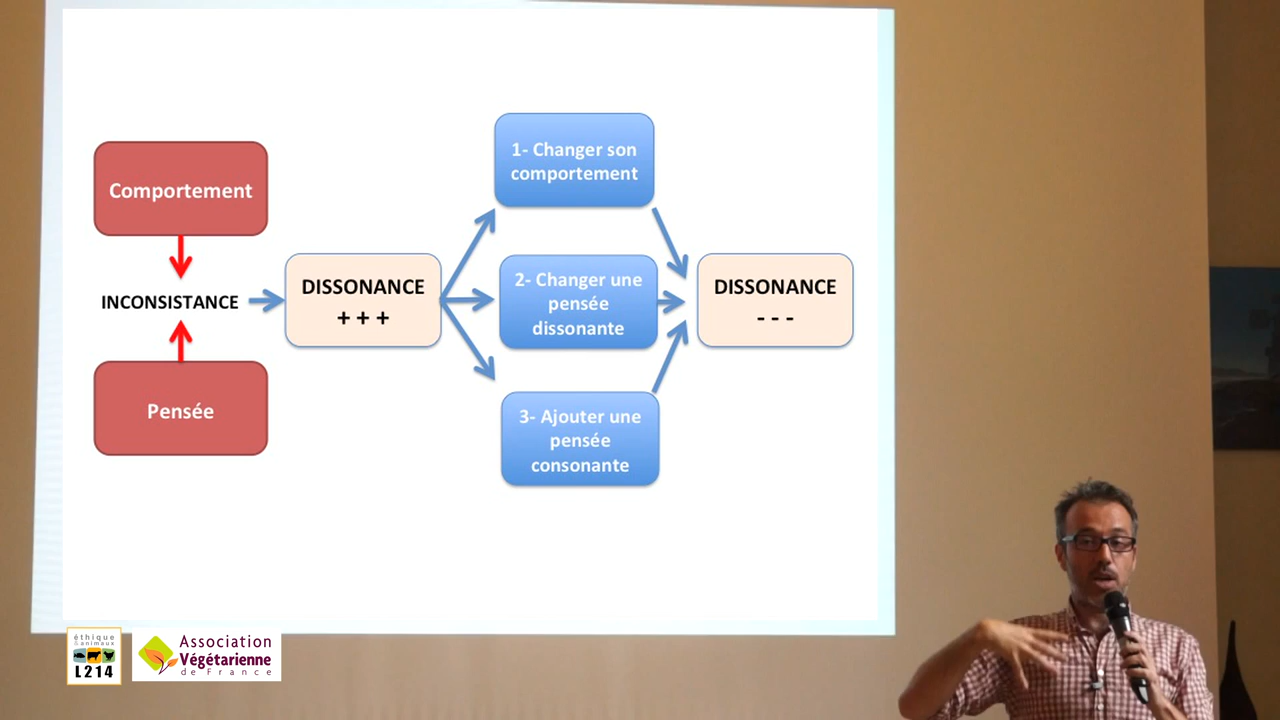 Comportement
INCONSISTANCE
Pensée
DISSONANCE
+ + +
1- Changer son
comportement
2- Changer une
pensée
dissonante
3- Ajouter une
pensée
consonante
DISSONANCE
- - -
éthique
& animaux
L214
Association
Végétarienne
de France